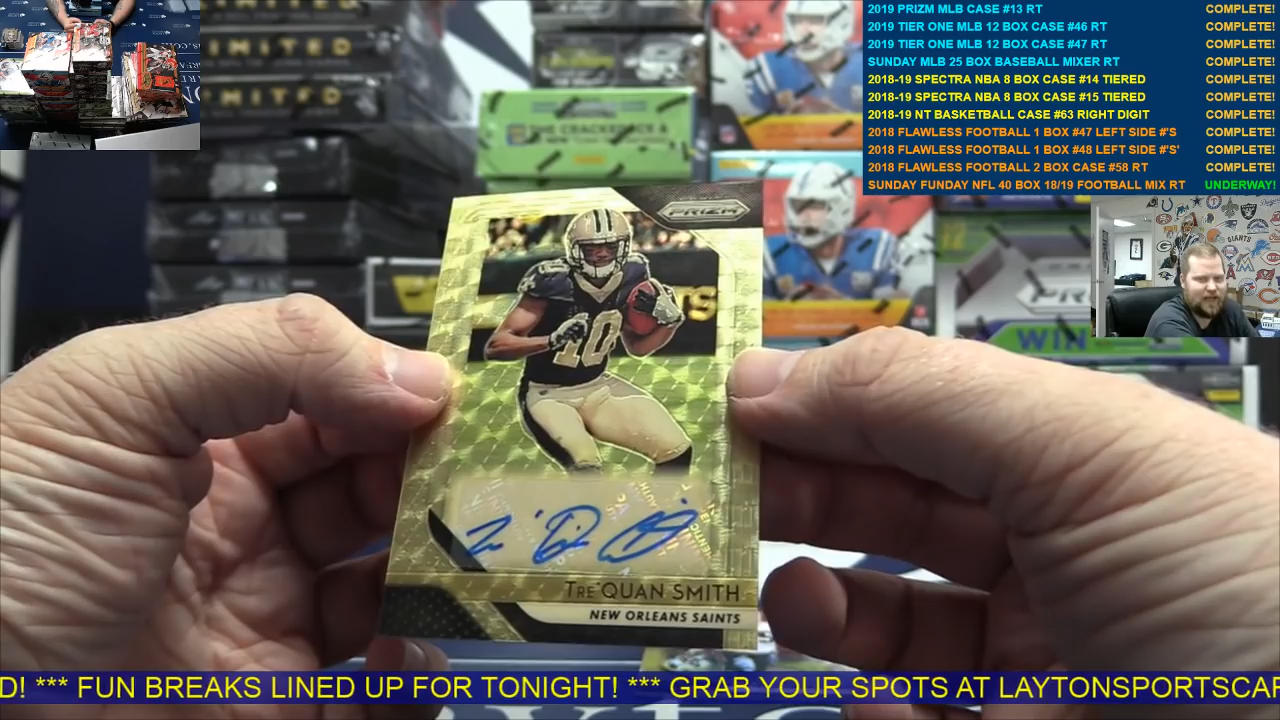 2019 PRIZM MLB CASE #13 RT COMPLETE!
2019 TIER ONE MLB 12 BOX CASE #46 RT COMPLETE!
2019 TIER ONE MLB 12 BOX CASE #47 RT COMPLETE!
SUNDAY MLB 25 BOX BASEBALL MIXER RT COMPLETE!
2018-19 SPECTRA NBA 8 BOX CASE #14 TIERED COMPLETE!
2018-19 SPECTRA NBA 8 BOX CASE #15 TIERED COMPLETE!
2018-19 NT BASKETBALL CASE #63 RIGHT DIGIT COMPLETE!
2018 FLAWLESS FOOTBALL 1 BOX #47 LEFT SIDE #'S COMPLETE!
2018 FLAWLESS FOOTBALL 1 BOX #48 LEFT SIDE #'S' COMPLETE!
2018 FLAWLESS FOOTBALL 2 BOX CASE #58 RT COMPLETE!
SUNDAY FUNDAY NFL 40 BOX 18/19 FOOTBALL MIX RT UNDERWAY!
LIMITED
LIMITED
GIANTS
PRIZM
10
10
WIN
TRE'QUAN SMITH
NEW ORLEANS SAINTS
D! *** FUN BREAKS LINED UP FOR TONIGHT! *** GRAB YOUR SPOTS AT LAYTONSPORTSCAR